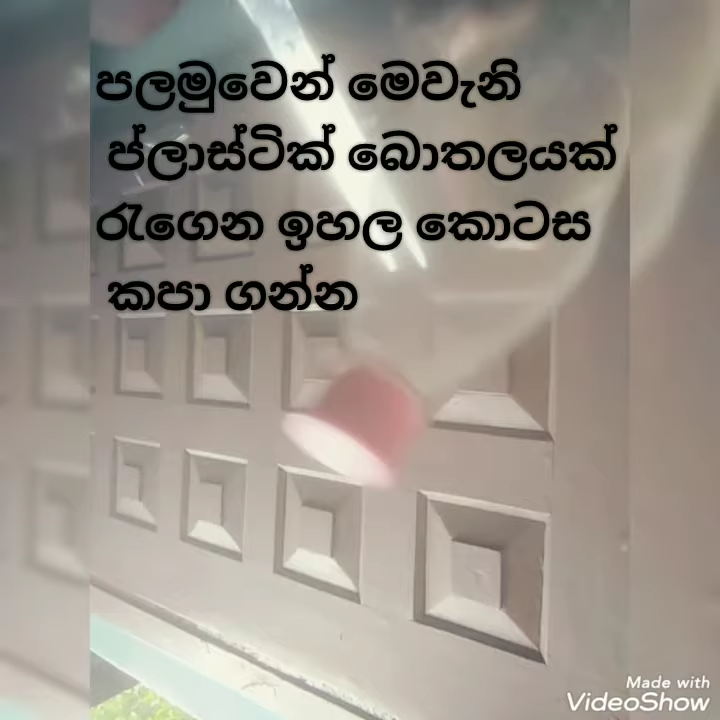 පලමුවෙන් මෙවැනි
ප්ලාස්ටික් බොතලයක්
රැගෙන ඉහල කොටස
කපා ගන්න
Made with
VideoShow